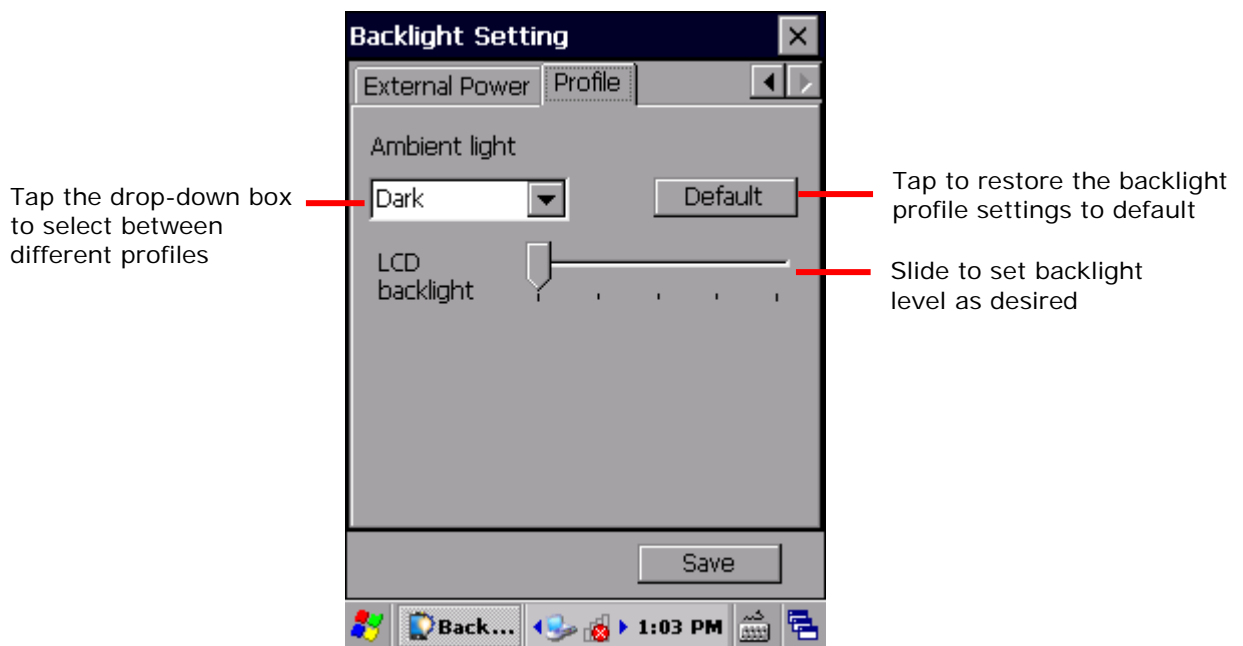 Backlight Setting
External Power
Profile
Ambient light
Dark
Default
LCD
backlight
Save
Back...
1:03 PM
Tap the drop-down box
to select between
different profiles
Tap to restore the backlight
profile settings to default
Slide to set backlight
level as desired